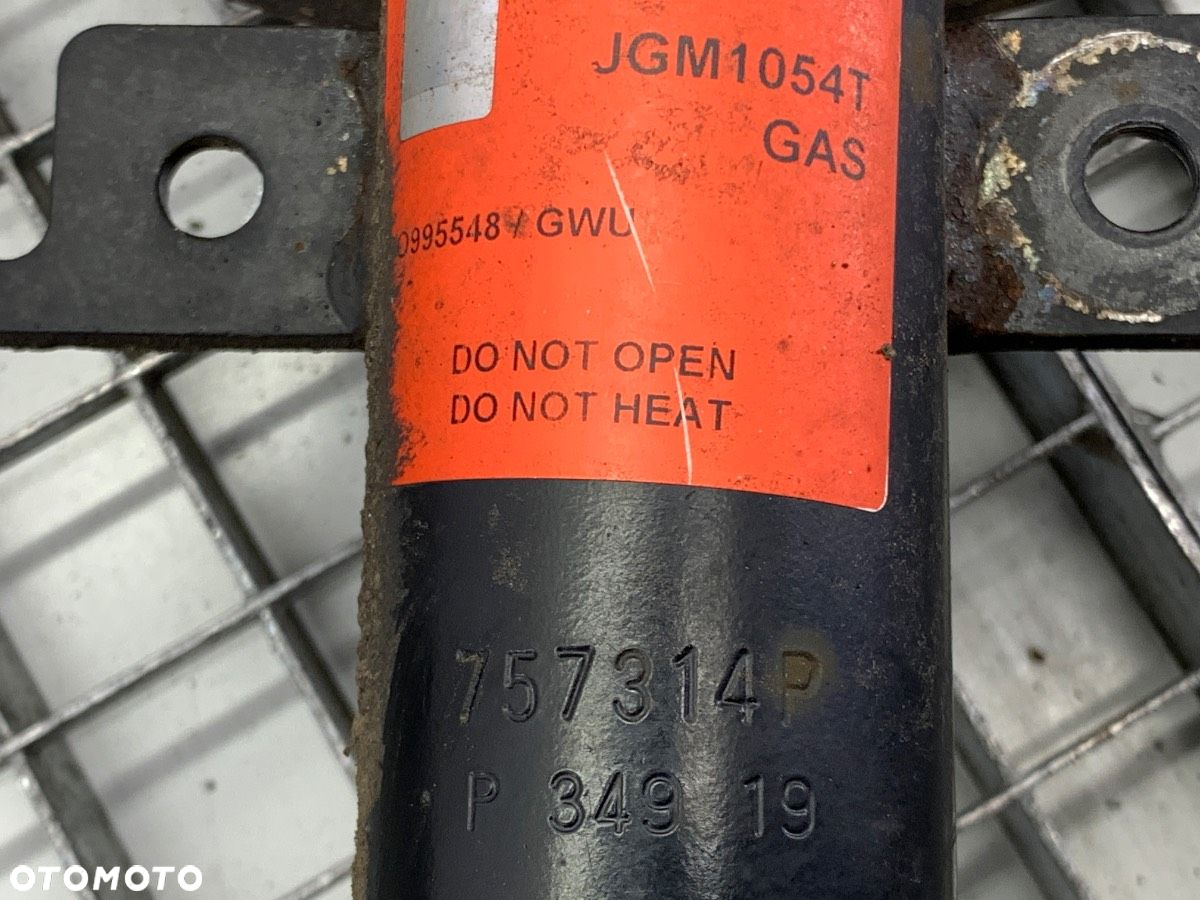 JGM1054T
GAS
0995548 / GWU
DO NOT OPEN
DO NOT HEAT
757314P
P 349 19
OTOMOTO